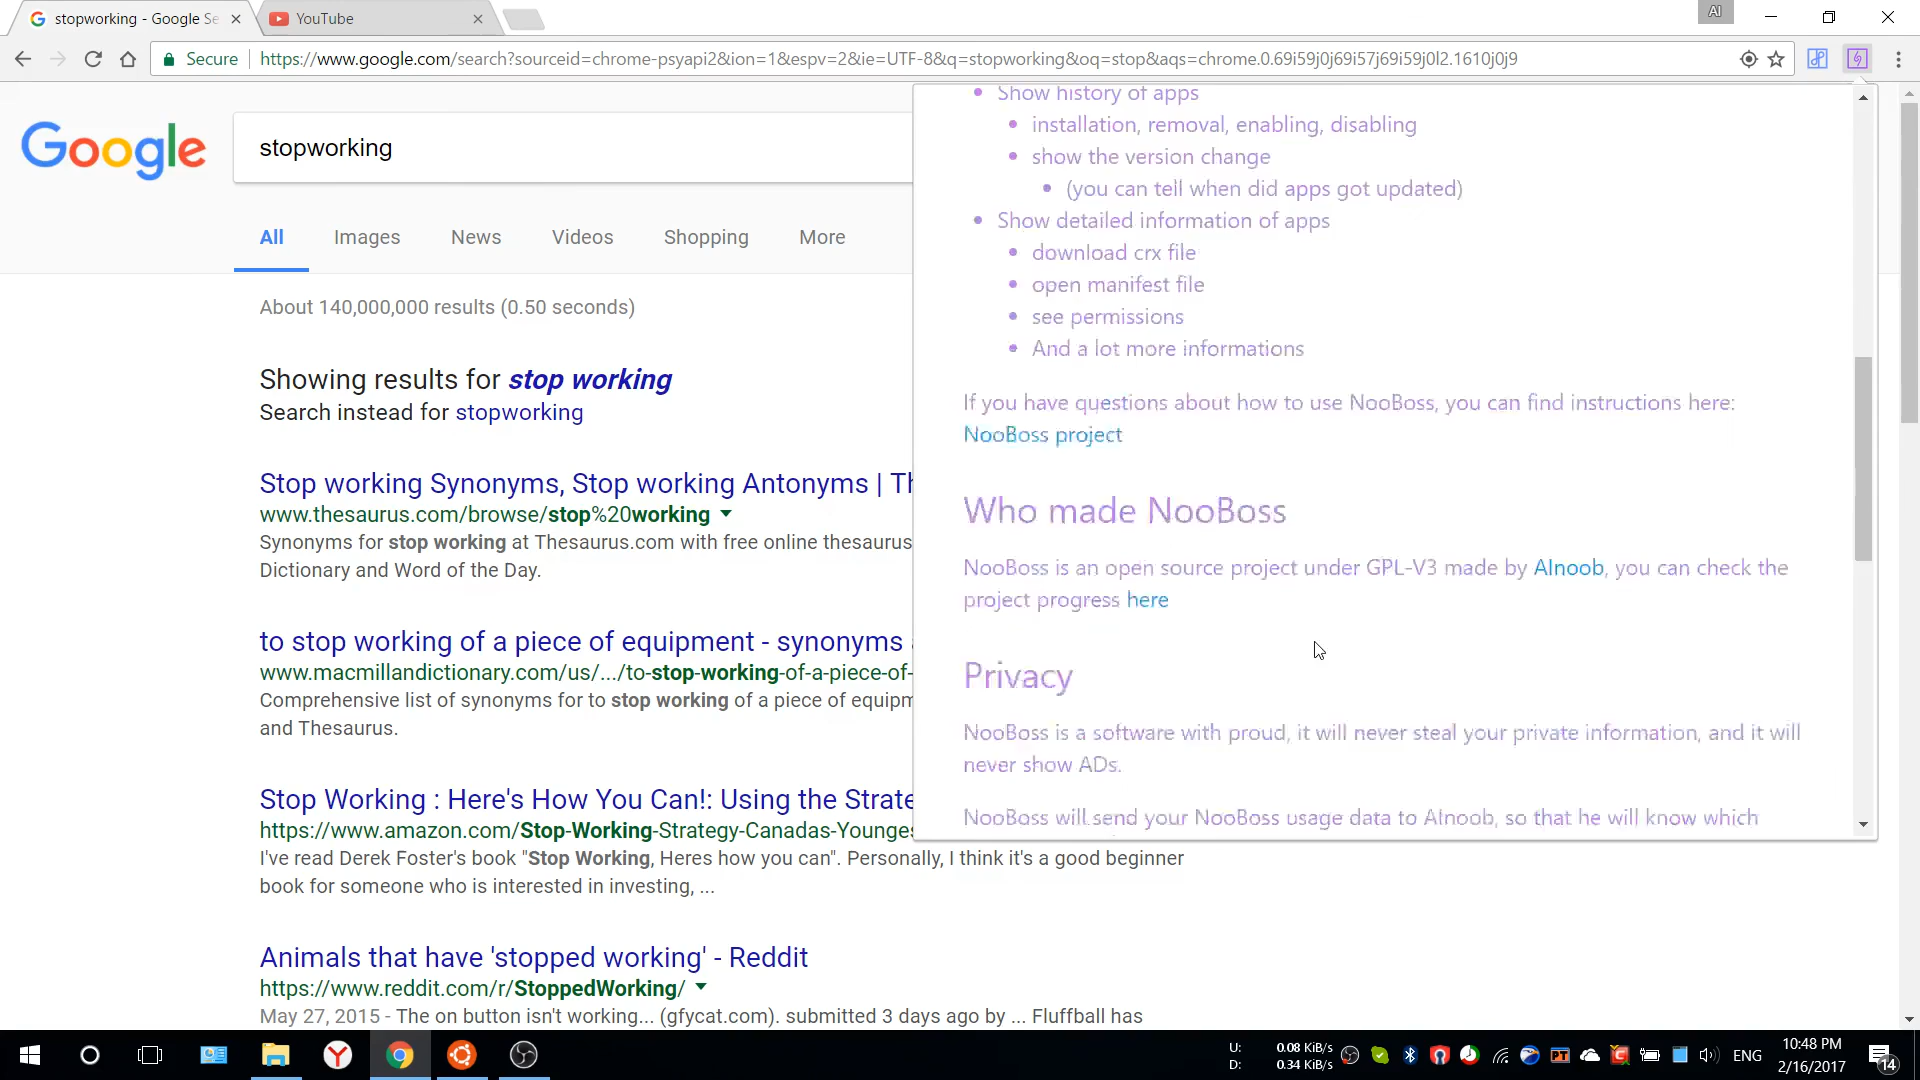 stopworking - Google Se
YouTube
AI
Secure
https://www.google.com/search?sourceid=chrome-psyapi2&ion=1&espv=2&ie=UTF-8&q=stopworking&oq=stop&aqs=chrome.0.69i59j0j69i57j69i59j0l2.1610j0j9
Google
stopworking
All
Images
News
Videos
Shopping
More
About 140,000,000 results (0.50 seconds)
Showing results for stop working
Search instead for stopworking
Stop working Synonyms, Stop working Antonyms | Th
www.thesaurus.com/browse/stop%20working
Synonyms for stop working at Thesaurus.com with free online thesaurus
Dictionary and Word of the Day.
to stop working of a piece of equipment - synonyms
www.macmillandictionary.com/us/.../to-stop-working-of-a-piece-of-
Comprehensive list of synonyms for to stop working of a piece of equipm
and Thesaurus.
Stop Working : Here's How You Can!: Using the Strate
https://www.amazon.com/Stop-Working-Strategy-Canadas-Younges
I've read Derek Foster's book "Stop Working, Heres how you can". Personally, I think it's a good beginner
book for someone who is interested in investing, ...
Animals that have 'stopped working' - Reddit
https://www.reddit.com/r/StoppedWorking/
May 27, 2015 - The on button isn't working... (gfycat.com). submitted 3 days ago by ... Fluffball has
Show history of apps
installation, removal, enabling, disabling
show the version change
(you can tell when did apps got updated)
Show detailed information of apps
download crx file
open manifest file
see permissions
And a lot more informations
If you have questions about how to use NooBoss, you can find instructions here:
NooBoss project
Who made NooBoss
NooBoss is an open source project under GPL-V3 made by AInoob, you can check the
project progress here
Privacy
NooBoss is a software with proud, it will never steal your private information, and it will
never show ADs.
NooBoss will send your NooBoss usage data to AInoob, so that he will know which
U: 0.08 KiB/s
D: 0.34 KiB/s
ENG
10:48 PM
2/16/2017
14